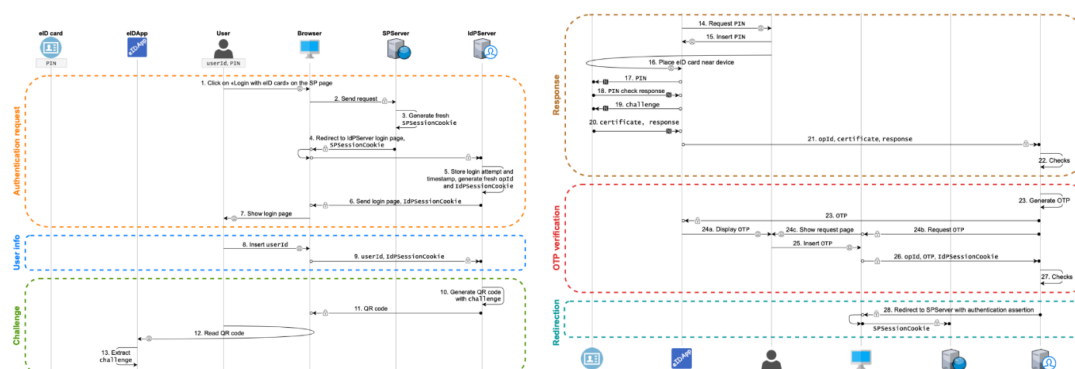 eID card
eIDApp
User
Browser
SPServer
IdPServer
eIDApp
PIN
userid, PIN
Authentication request
1. Click on «Login with eID card» on the SP page
2. Send request
3. Generate fresh
SPSessionCookie
4. Redirect to IdPServer login page,
SPSessionCookie
5. Store login attempt and
timestamp, generate fresh opId
and IdPSessionCookie
6. Send login page, IdPSessionCookie
7. Show login page
User info
8. Insert userId
9. userId, IdPSessionCookie
Challenge
10. Generate QR code
with challenge
11. QR code
12. Read QR code
13. Extract
challenge
Response
14. Request PIN
15. Insert PIN
16. Place eID card near device
17. PIN
18. PIN check response
19. challenge
20. certificate, response
21. opId, certificate, response
22. Checks
OTP verification
23. Generate OTP
23. OTP
24a. Display OTP
24c. Show request page
24b. Request OTP
25. Insert OTP
26. opId, OTP, IdPSessionCookie
27. Checks
Redirection
28. Redirect to SPServer with authentication assertion
SPSessionCookie
eIDApp